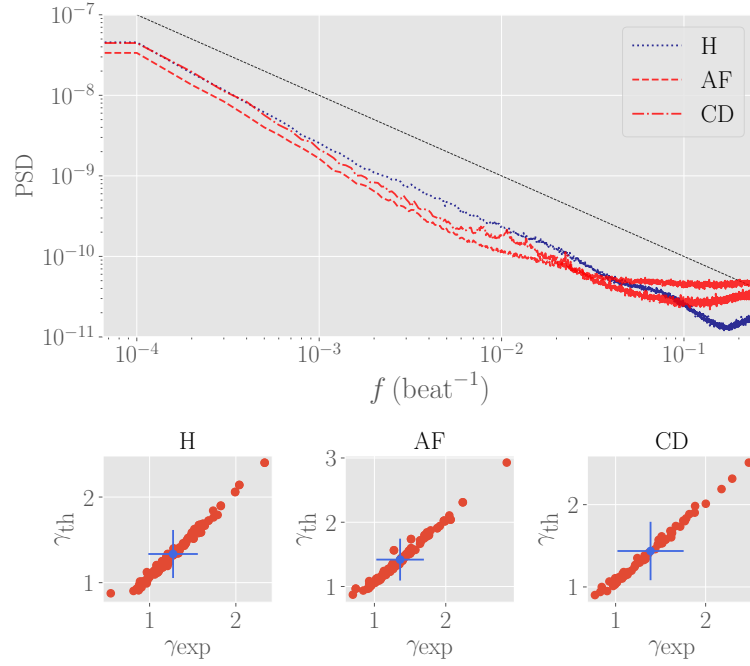 10⁻⁷
10⁻⁸
10⁻⁹
10⁻¹⁰
10⁻¹¹
PSD
H
AF
CD
10⁻⁴ 10⁻³ 10⁻² 10⁻¹
f (beat⁻¹)
H AF CD
2
1
γth
1 2
γexp
3
2
1
γth
1 2
γexp
2
1
γth
1 2
γexp